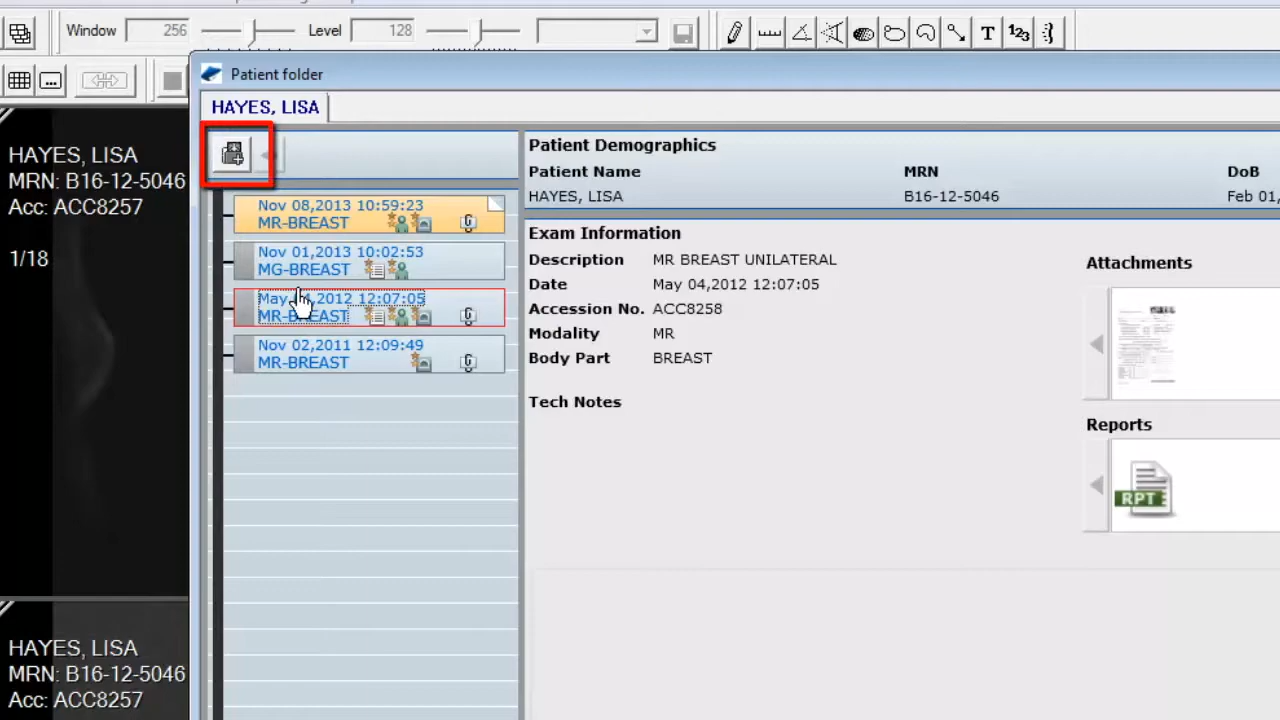 Window 256 Level 128
T 123
Patient folder
HAYES, LISA
HAYES, LISA
MRN: B16-12-5046
Acc: ACC8257
1/18
Nov 08,2013 10:59:23
MR-BREAST
Nov 01,2013 10:02:53
MG-BREAST
May 04,2012 12:07:05
MR-BREAST
Nov 02,2011 12:09:49
MR-BREAST
Patient Demographics
Patient Name MRN DoB
HAYES, LISA B16-12-5046 Feb 01,
Exam Information
Description MR BREAST UNILATERAL
Date May 04,2012 12:07:05
Accession No. ACC8258
Modality MR
Body Part BREAST
Tech Notes
Attachments
Reports
RPT
HAYES, LISA
MRN: B16-12-5046
Acc: ACC8257